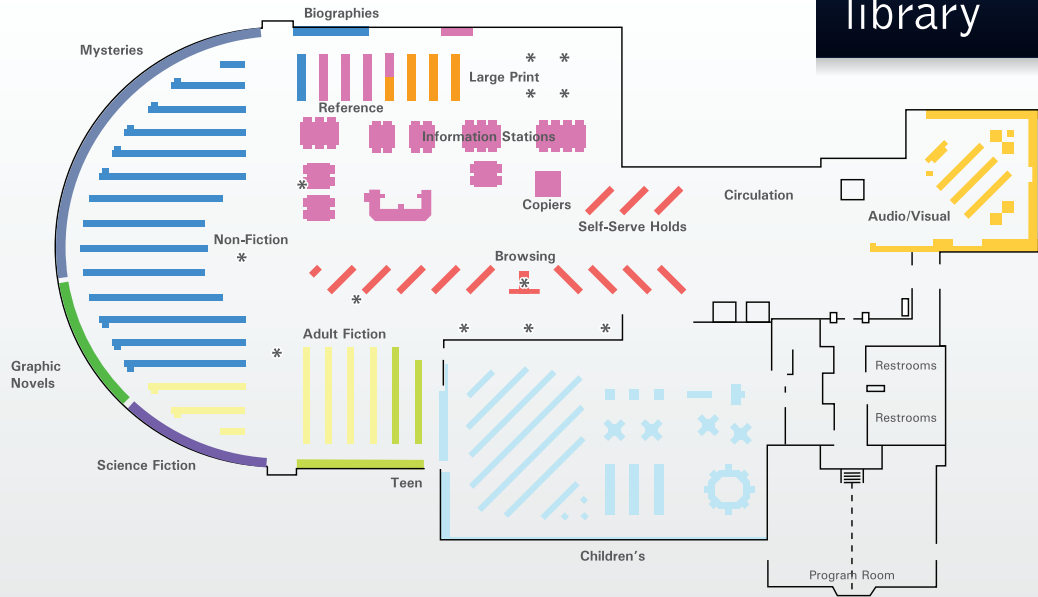 library
Biographies
Mysteries
Large Print
Reference
Information Stations
Circulation
Copiers
Audio/Visual
Self-Serve Holds
Non-Fiction
Browsing
Adult Fiction
Graphic
Novels
Restrooms
Restrooms
Science Fiction
Teen
Children's
Program Room